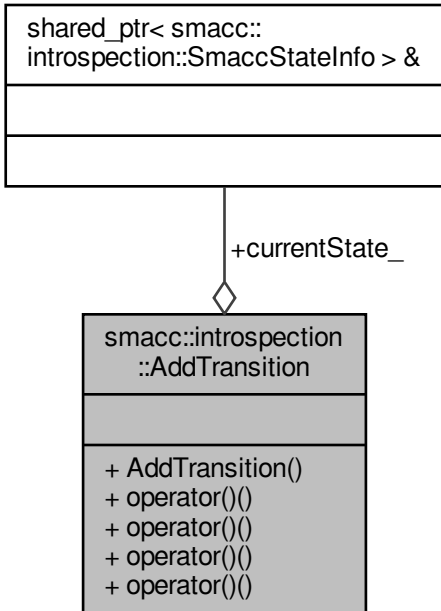 shared_ptr< smacc::
introspection::SmaccStateInfo > &
+currentState_
smacc::introspection
::AddTransition
+ AddTransition()
+ operator()()
+ operator()()
+ operator()()
+ operator()()